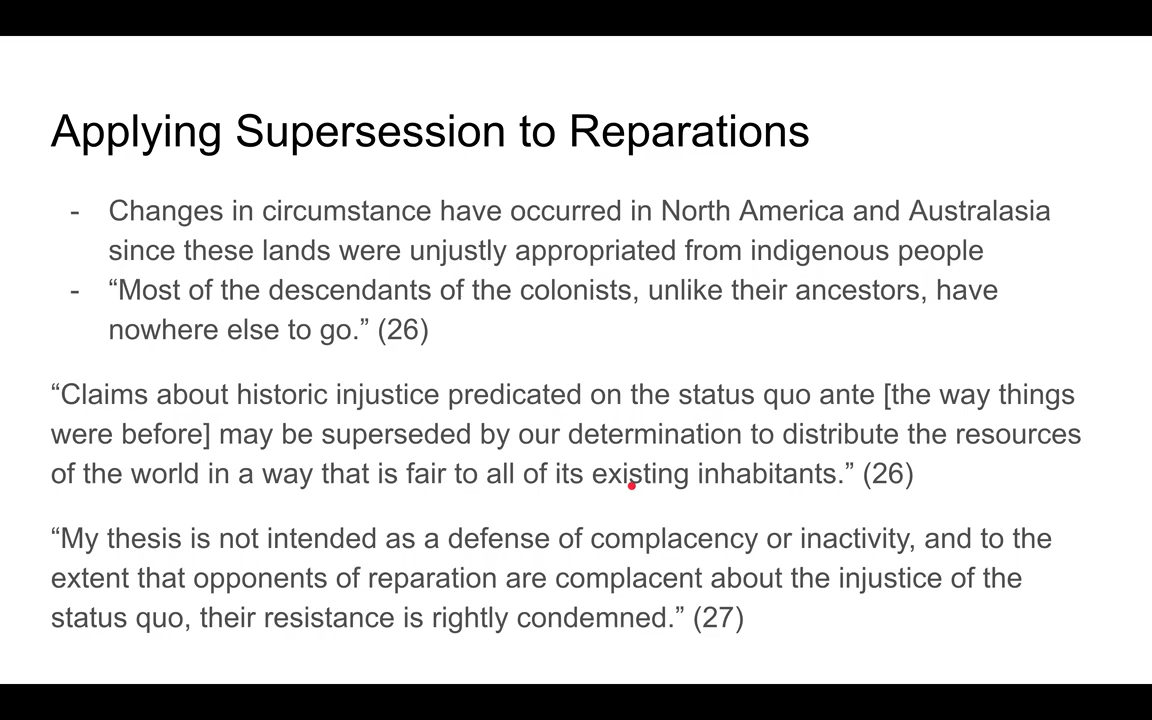 Applying Supersession to Reparations
- Changes in circumstance have occurred in North America and Australasia
since these lands were unjustly appropriated from indigenous people
- “Most of the descendants of the colonists, unlike their ancestors, have
nowhere else to go.” (26)
“Claims about historic injustice predicated on the status quo ante [the way things
were before] may be superseded by our determination to distribute the resources
of the world in a way that is fair to all of its existing inhabitants.” (26)
“My thesis is not intended as a defense of complacency or inactivity, and to the
extent that opponents of reparation are complacent about the injustice of the
status quo, their resistance is rightly condemned.” (27)